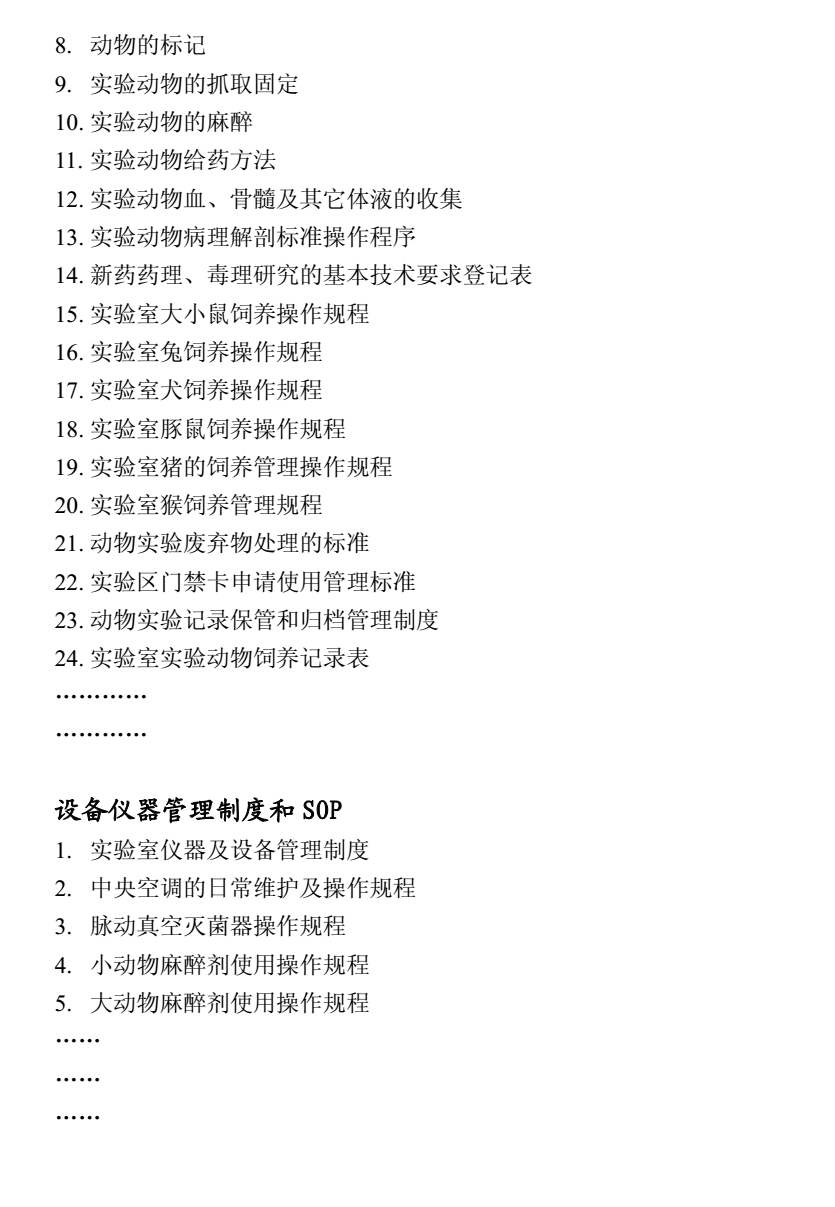 8. 动物的标记
9. 实验动物的抓取固定
10. 实验动物的麻醉
11. 实验动物给药方法
12. 实验动物血、骨髓及其它体液的收集
13. 实验动物病理解剖标准操作程序
14. 新药药理、毒理研究的基本技术要求登记表
15. 实验室大小鼠饲养操作规程
16. 实验室兔饲养操作规程
17. 实验室犬饲养操作规程
18. 实验室豚鼠饲养操作规程
19. 实验室猪的饲养管理操作规程
20. 实验室猴饲养管理规程
21. 动物实验废弃物处理的标准
22. 实验区门禁卡申请使用管理标准
23. 动物实验记录保管和归档管理制度
24. 实验室实验动物饲养记录表
…………
…………
设备仪器管理制度和 SOP
1. 实验室仪器及设备管理制度
2. 中央空调的日常维护及操作规程
3. 脉动真空灭菌器操作规程
4. 小动物麻醉剂使用操作规程
5. 大动物麻醉剂使用操作规程
……
……
……